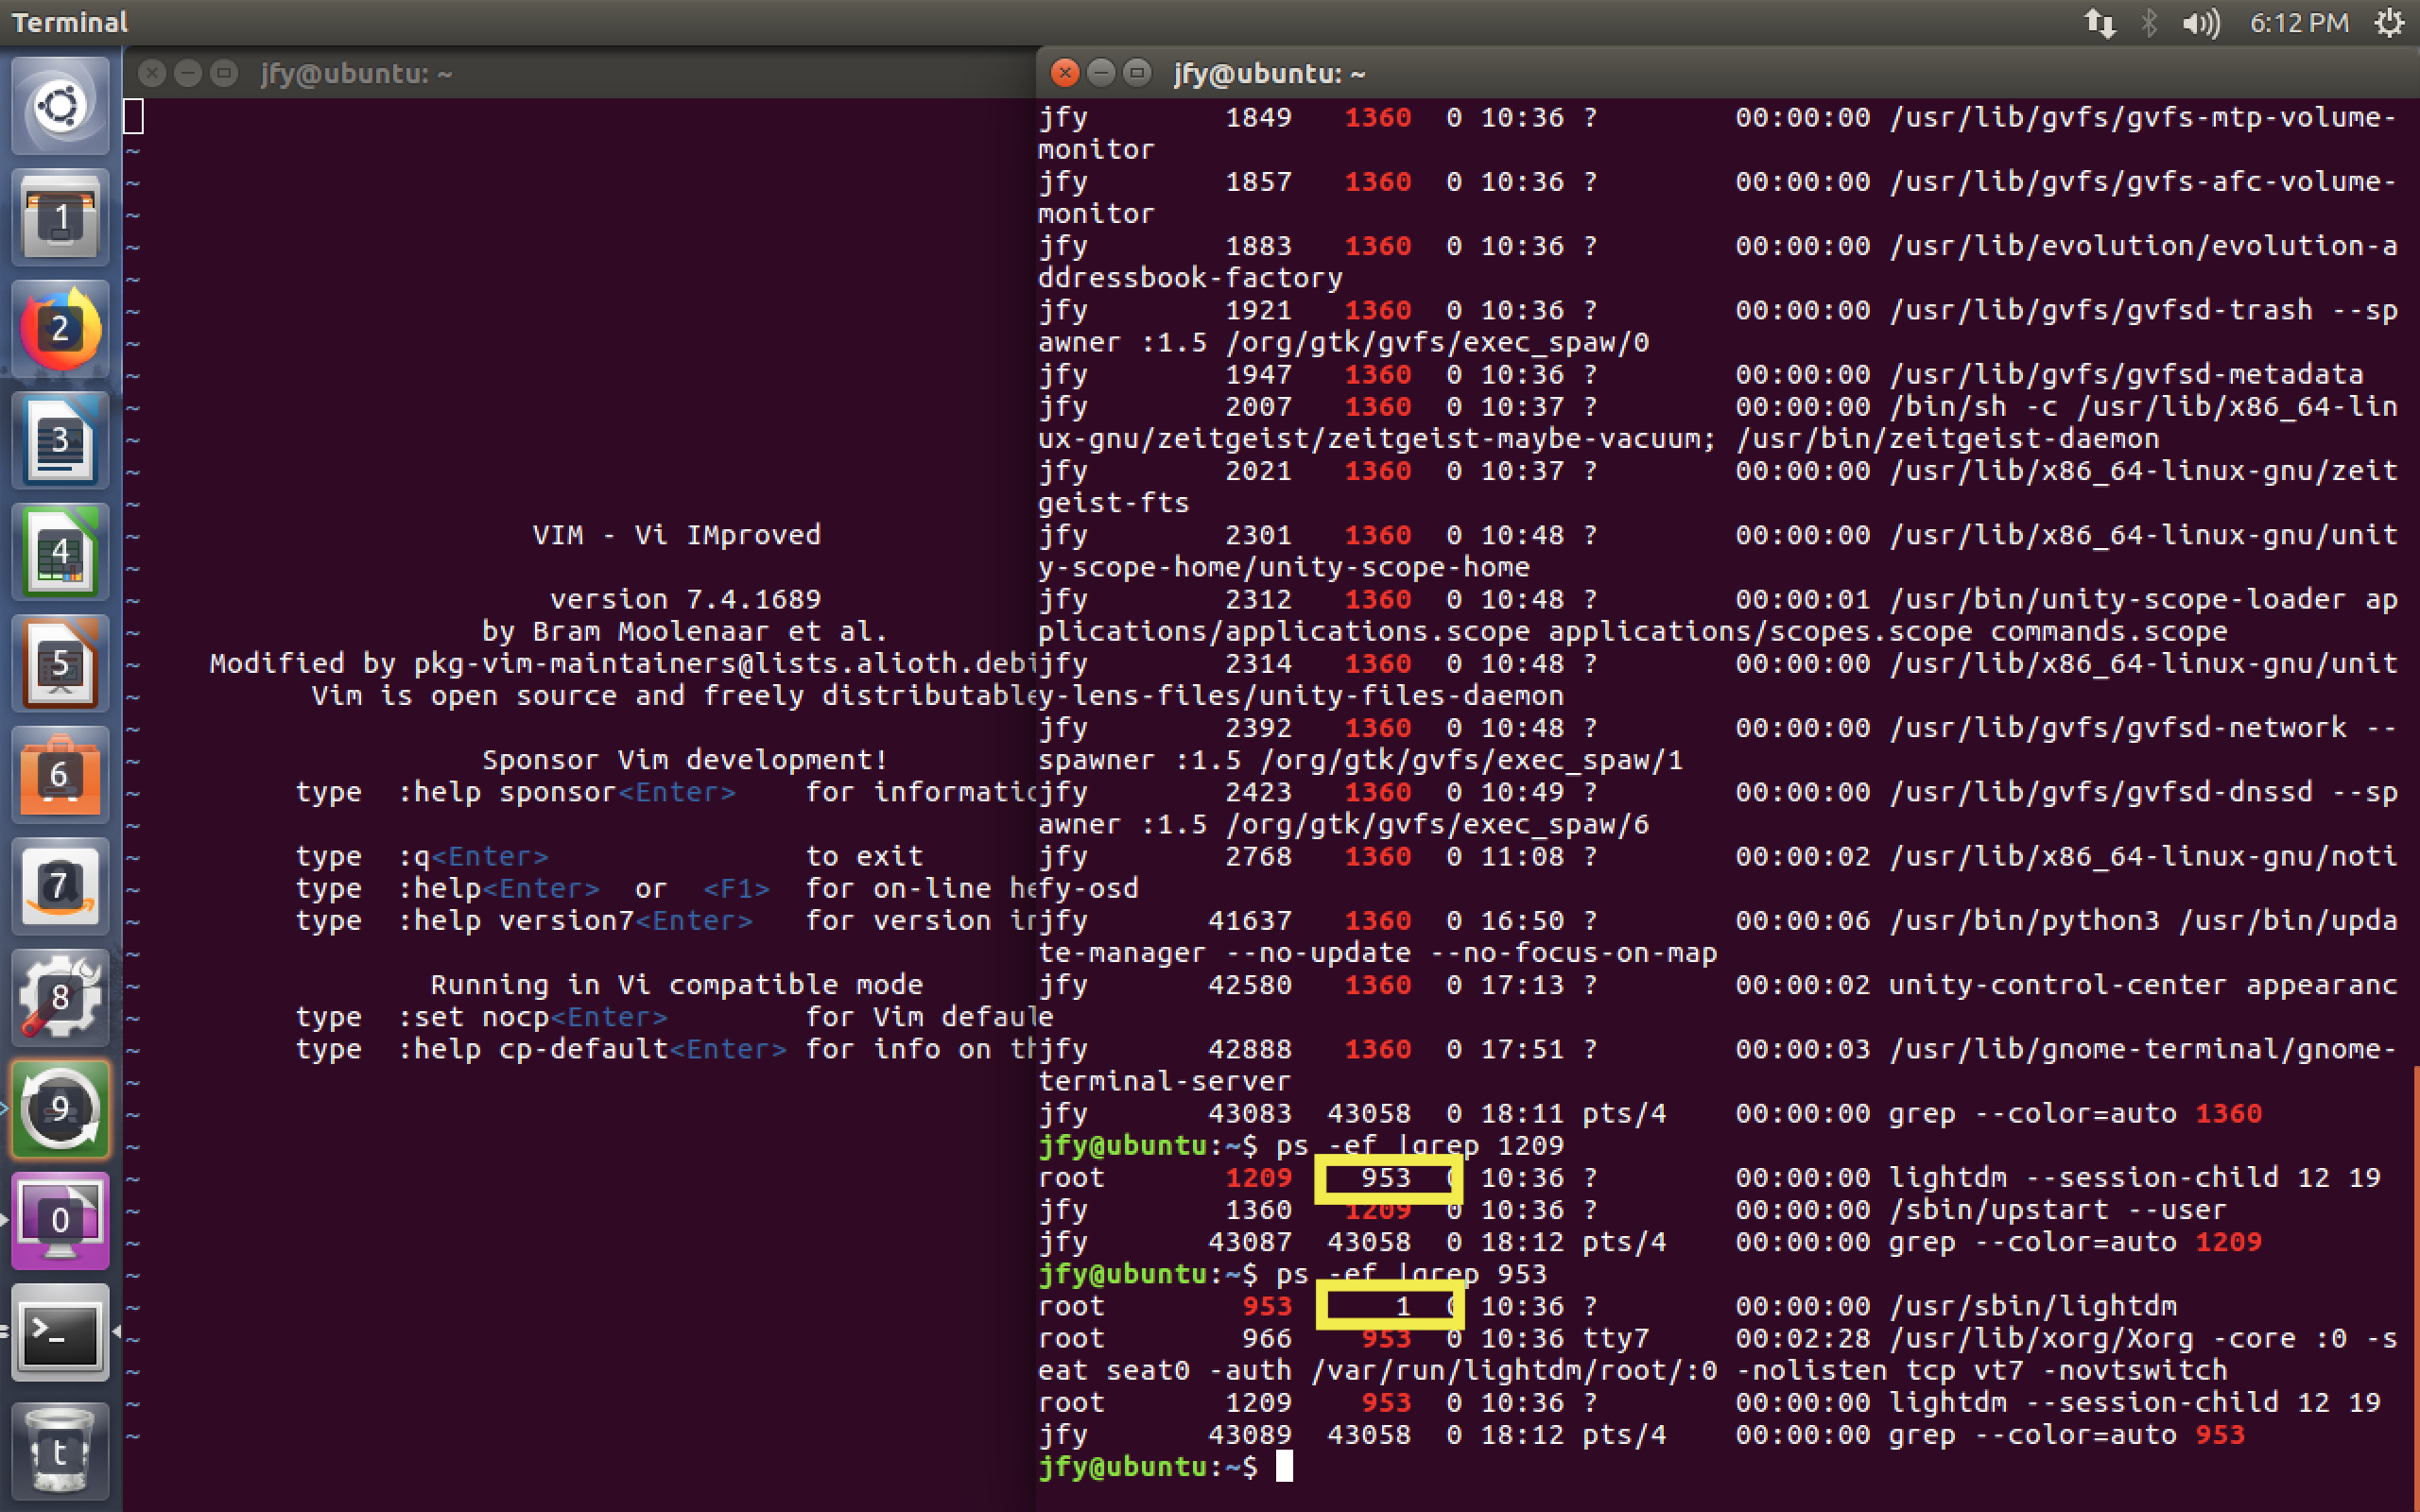 Terminal
6:12 PM
jfy@ubuntu: ~
VIM - Vi IMproved
version 7.4.1689
by Bram Moolenaar et al.
Modified by pkg-vim-maintainers@lists.alioth.debi
Vim is open source and freely distributable
Sponsor Vim development!
type  :help sponsor<Enter>    for informatio
type  :q<Enter>               to exit
type  :help<Enter>  or  <F1>  for on-line he
type  :help version7<Enter>   for version in
Running in Vi compatible mode
type  :set nocp<Enter>        for Vim defaul
type  :help cp-default<Enter> for info on th
jfy@ubuntu: ~
jfy        1849   1360  0 10:36 ?        00:00:00 /usr/lib/gvfs/gvfs-mtp-volume-
monitor
jfy        1857   1360  0 10:36 ?        00:00:00 /usr/lib/gvfs/gvfs-afc-volume-
monitor
jfy        1883   1360  0 10:36 ?        00:00:00 /usr/lib/evolution/evolution-a
ddressbook-factory
jfy        1921   1360  0 10:36 ?        00:00:00 /usr/lib/gvfs/gvfsd-trash --sp
awner :1.5 /org/gtk/gvfs/exec_spaw/0
jfy        1947   1360  0 10:36 ?        00:00:00 /usr/lib/gvfs/gvfsd-metadata
jfy        2007   1360  0 10:37 ?        00:00:00 /bin/sh -c /usr/lib/x86_64-lin
ux-gnu/zeitgeist/zeitgeist-maybe-vacuum; /usr/bin/zeitgeist-daemon
jfy        2021   1360  0 10:37 ?        00:00:00 /usr/lib/x86_64-linux-gnu/zeit
geist-fts
jfy        2301   1360  0 10:48 ?        00:00:00 /usr/lib/x86_64-linux-gnu/unit
y-scope-home/unity-scope-home
jfy        2312   1360  0 10:48 ?        00:00:01 /usr/bin/unity-scope-loader ap
plications/applications.scope applications/scopes.scope commands.scope
jfy        2314   1360  0 10:48 ?        00:00:00 /usr/lib/x86_64-linux-gnu/unit
y-lens-files/unity-files-daemon
jfy        2392   1360  0 10:48 ?        00:00:00 /usr/lib/gvfs/gvfsd-network --
spawner :1.5 /org/gtk/gvfs/exec_spaw/1
jfy        2423   1360  0 10:49 ?        00:00:00 /usr/lib/gvfs/gvfsd-dnssd --sp
awner :1.5 /org/gtk/gvfs/exec_spaw/6
jfy        2768   1360  0 11:08 ?        00:00:02 /usr/lib/x86_64-linux-gnu/noti
fy-osd
jfy       41637   1360  0 16:50 ?        00:00:06 /usr/bin/python3 /usr/bin/upda
te-manager --no-update --no-focus-on-map
jfy       42580   1360  0 17:13 ?        00:00:02 unity-control-center appearanc
e
jfy       42888   1360  0 17:51 ?        00:00:03 /usr/lib/gnome-terminal/gnome-
terminal-server
jfy       43083  43058  0 18:11 pts/4    00:00:00 grep --color=auto 1360
jfy@ubuntu:~$ ps -ef |grep 1209
root       1209    953  0 10:36 ?        00:00:00 lightdm --session-child 12 19
jfy        1360   1209  0 10:36 ?        00:00:00 /sbin/upstart --user
jfy       43087  43058  0 18:12 pts/4    00:00:00 grep --color=auto 1209
jfy@ubuntu:~$ ps -ef |grep 953
root        953      1  0 10:36 ?        00:00:00 /usr/sbin/lightdm
root        966    953  0 10:36 tty7     00:02:28 /usr/lib/xorg/Xorg -core :0 -s
eat seat0 -auth /var/run/lightdm/root/:0 -nolisten tcp vt7 -novtswitch
root       1209    953  0 10:36 ?        00:00:00 lightdm --session-child 12 19
jfy       43089  43058  0 18:12 pts/4    00:00:00 grep --color=auto 953
jfy@ubuntu:~$
1
2
3
4
5
6
7
8
9
0
t